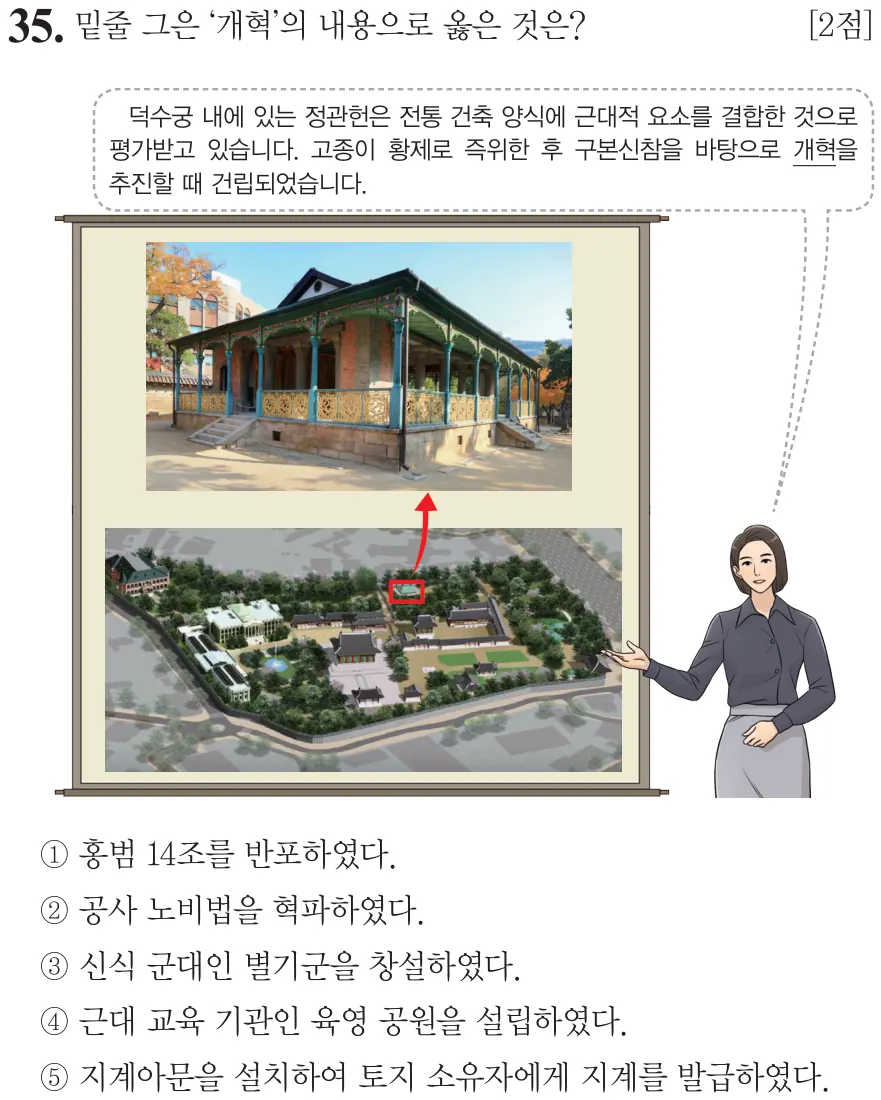 35. 밑줄 그은 ‘개혁’의 내용으로 옳은 것은? [2점]
덕수궁 내에 있는 정관헌은 전통 건축 양식에 근대적 요소를 결합한 것으로
평가받고 있습니다. 고종이 황제로 즉위한 후 구본신참을 바탕으로 개혁을
추진할 때 건립되었습니다.
① 홍범 14조를 반포하였다.
② 공사 노비법을 혁파하였다.
③ 신식 군대인 별기군을 창설하였다.
④ 근대 교육 기관인 육영 공원을 설립하였다.
⑤ 지계아문을 설치하여 토지 소유자에게 지계를 발급하였다.